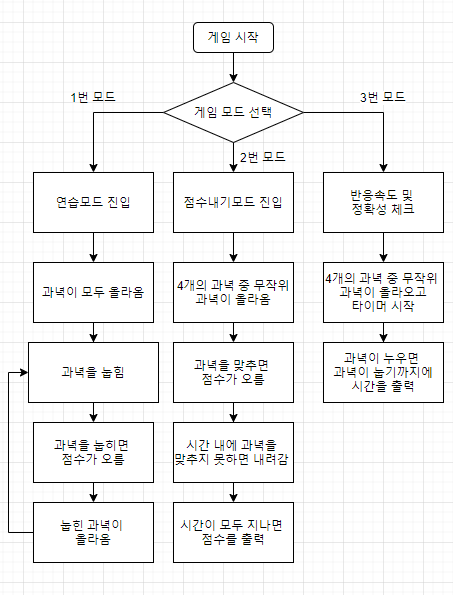 게임 시작
게임 모드 선택
1번 모드
2번 모드
3번 모드
연습모드 진입
과녁이 모두 올라옴
과녁을 눕힘
과녁을 눕히면
점수가 오름
눕힌 과녁이
올라옴
점수내기모드 진입
4개의 과녁 중 무작위
과녁이 올라옴
과녁을 맞추면
점수가 오름
시간 내에 과녁을
맞추지 못하면 내려감
시간이 모두 지나면
점수를 출력
반응속도 및
정확성 체크
4개의 과녁 중 무작위
과녁이 올라오고
타이머 시작
과녁이 누우면
과녁이 눕기까지에
시간을 출력